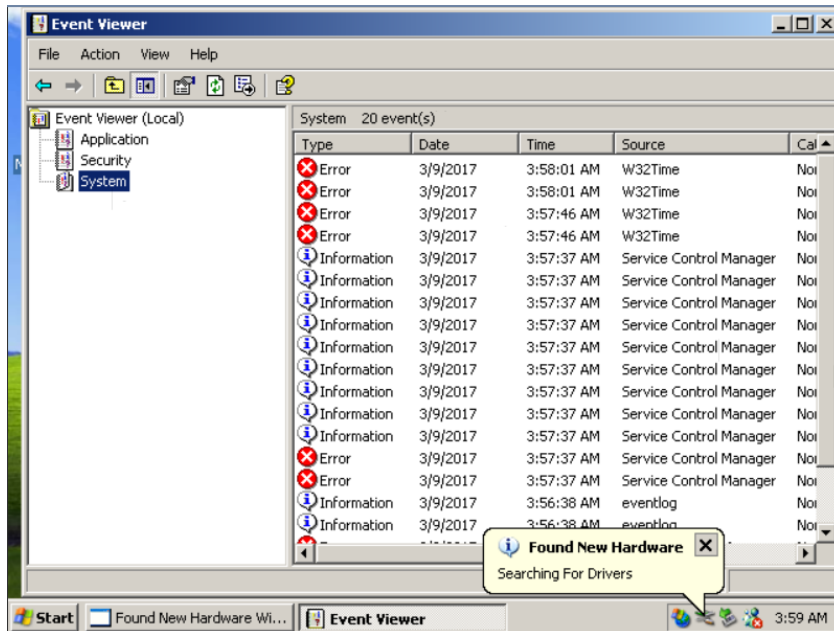 Event Viewer
File Action View Help
Event Viewer (Local)
Application
Security
System
System 20 event(s)
Type Date Time Source
Error 3/9/2017 3:58:01 AM W32Time
Error 3/9/2017 3:58:01 AM W32Time
Error 3/9/2017 3:57:46 AM W32Time
Error 3/9/2017 3:57:46 AM W32Time
Information 3/9/2017 3:57:37 AM Service Control Manager
Information 3/9/2017 3:57:37 AM Service Control Manager
Information 3/9/2017 3:57:37 AM Service Control Manager
Information 3/9/2017 3:57:37 AM Service Control Manager
Information 3/9/2017 3:57:37 AM Service Control Manager
Information 3/9/2017 3:57:37 AM Service Control Manager
Information 3/9/2017 3:57:37 AM Service Control Manager
Information 3/9/2017 3:57:37 AM Service Control Manager
Information 3/9/2017 3:57:37 AM Service Control Manager
Error 3/9/2017 3:57:37 AM Service Control Manager
Error 3/9/2017 3:57:37 AM Service Control Manager
Information 3/9/2017 3:56:38 AM eventlog
Information 3/9/2017 3:56:38 AM eventlog
Found New Hardware
Searching For Drivers
Start Found New Hardware Wi... Event Viewer 3:59 AM